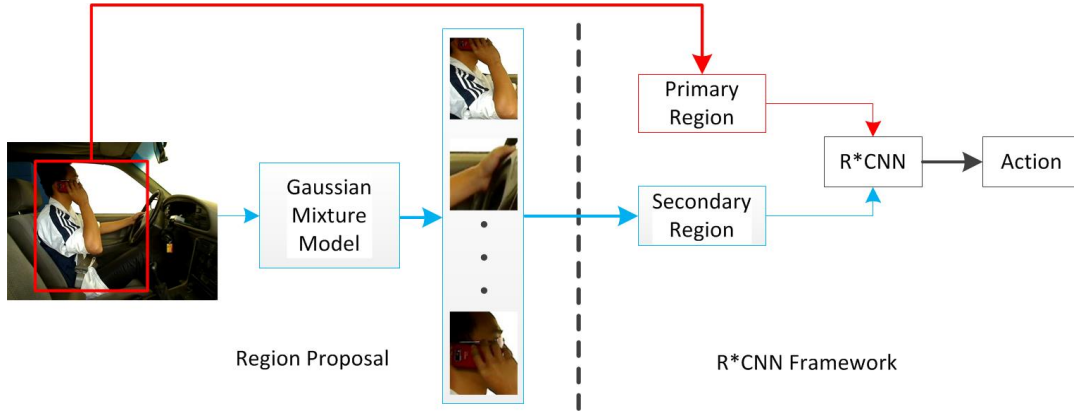 Primary
Region
Gaussian
Mixture
Model
R*CNN
Action
Secondary
Region
Region Proposal
R*CNN Framework